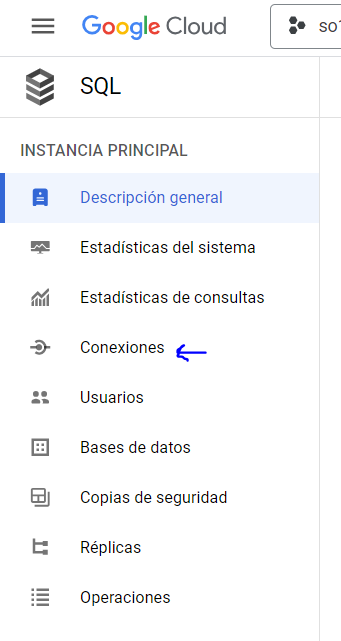 Google Cloud
so
SQL
INSTANCIA PRINCIPAL
Descripción general
Estadísticas del sistema
Estadísticas de consultas
Conexiones
Usuarios
Bases de datos
Copias de seguridad
Réplicas
Operaciones